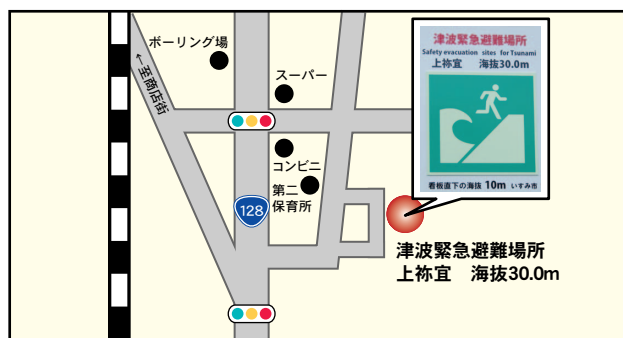 ボーリング場
スーパー
←至商店街
コンビニ
第二
保育所
128
津波緊急避難場所
Safety evacuation sites for Tsunami
上祢宜 海抜30.0m
看板直下の海抜 10m いすみ市
津波緊急避難場所
上祢宜 海抜30.0m